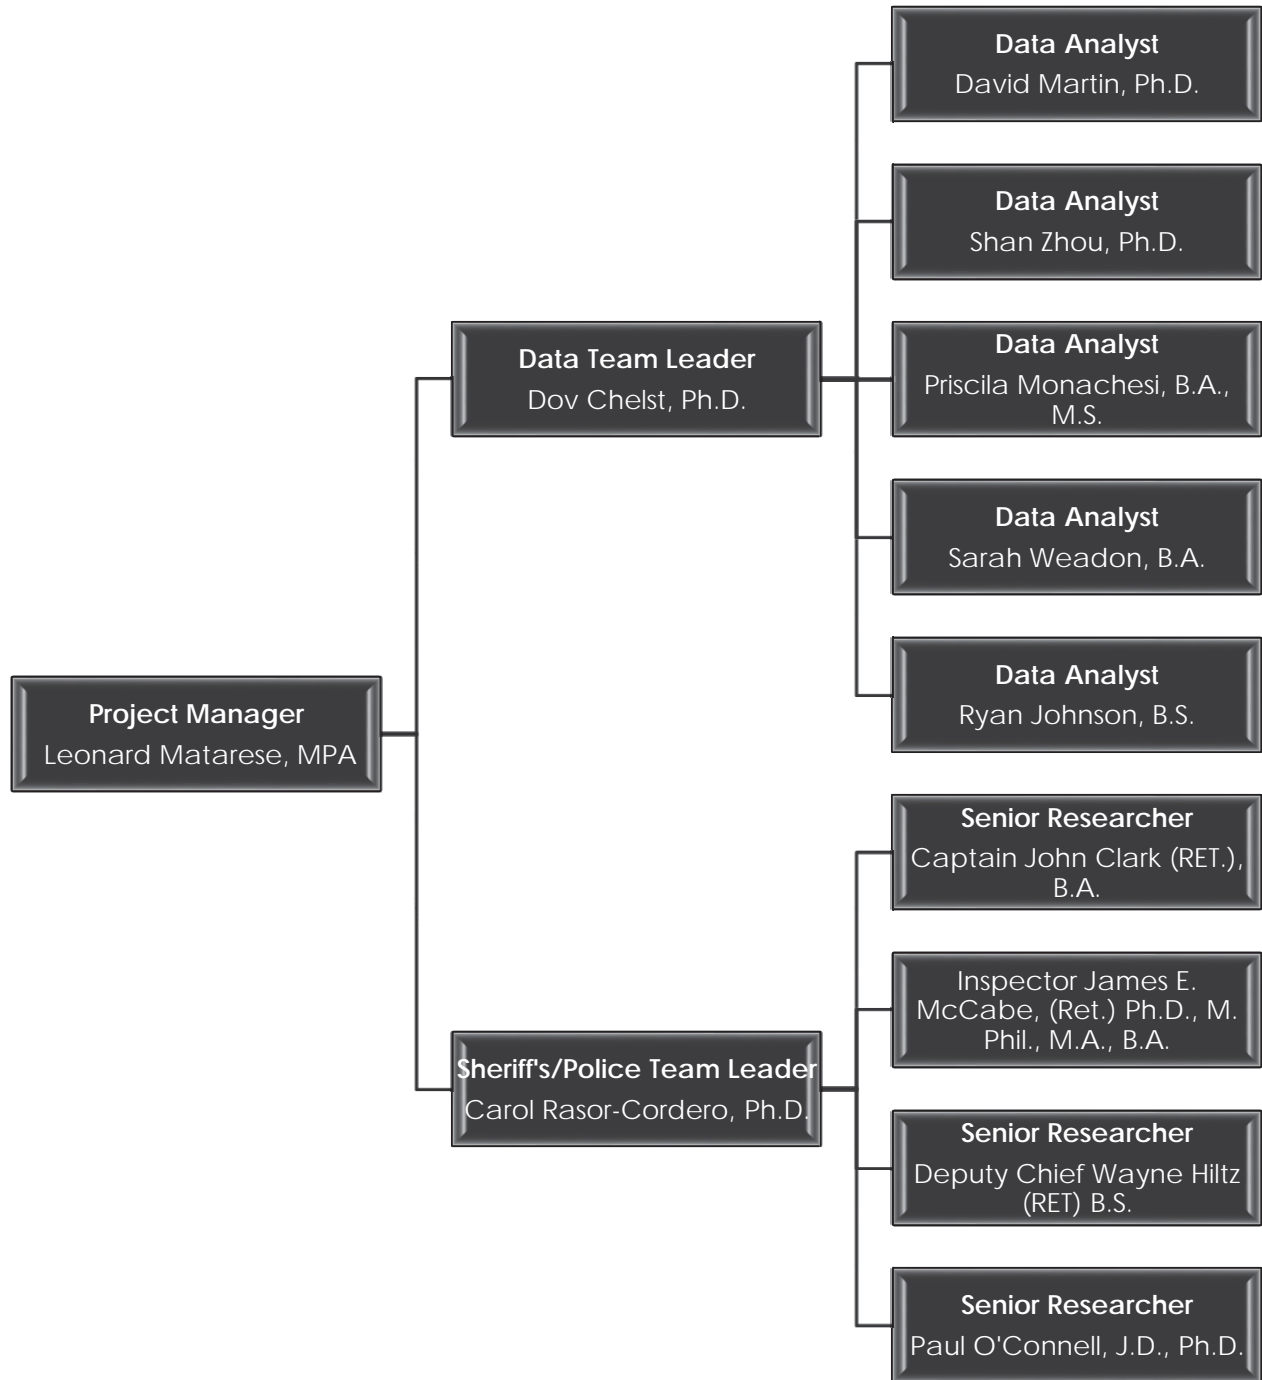 Data Analyst
David Martin, Ph.D.
Data Analyst
Shan Zhou, Ph.D.
Data Team Leader
Dov Chelst, Ph.D.
Data Analyst
Priscila Monachesi, B.A.,
M.S.
Data Analyst
Sarah Weadon, B.A.
Data Analyst
Ryan Johnson, B.S.
Project Manager
Leonard Matarese, MPA
Senior Researcher
Captain John Clark (RET.),
B.A.
Inspector James E.
McCabe, (Ret.) Ph.D., M.
Phil., M.A., B.A.
Sheriff's/Police Team Leader
Carol Rasor-Cordero, Ph.D.
Senior Researcher
Deputy Chief Wayne Hiltz
(RET) B.S.
Senior Researcher
Paul O'Connell, J.D., Ph.D.